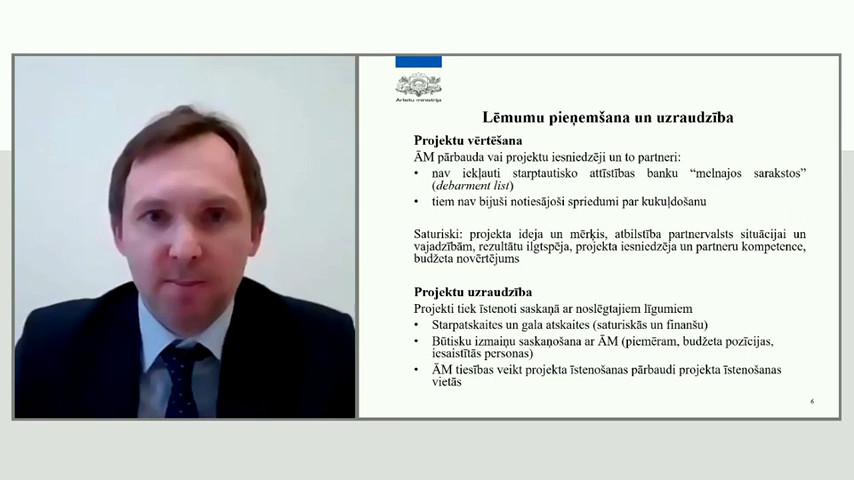 Ārlietu ministrija
Lēmumu pieņemšana un uzraudzība
Projektu vērtēšana
ĀM pārbauda vai projektu iesniedzēji un to partneri:
• nav iekļauti starptautisko attīstības banku “melnajos sarakstos”
(debarment list)
• tiem nav bijuši notiesājoši spriedumi par kukuļdošanu
Saturiski: projekta ideja un mērķis, atbilstība partnervalsts situācijai un
vajadzībām, rezultātu ilgtspēja, projekta iesniedzēja un partneru kompetence,
budžeta novērtējums
Projektu uzraudzība
Projekti tiek īstenoti saskaņā ar noslēgtajiem līgumiem
• Starpatskaites un gala atskaites (saturiskās un finanšu)
• Būtisku izmaiņu saskaņošana ar ĀM (piemēram, budžeta pozīcijas,
iesaistītās personas)
• ĀM tiesības veikt projekta īstenošanas pārbaudi projekta īstenošanas
vietās
6